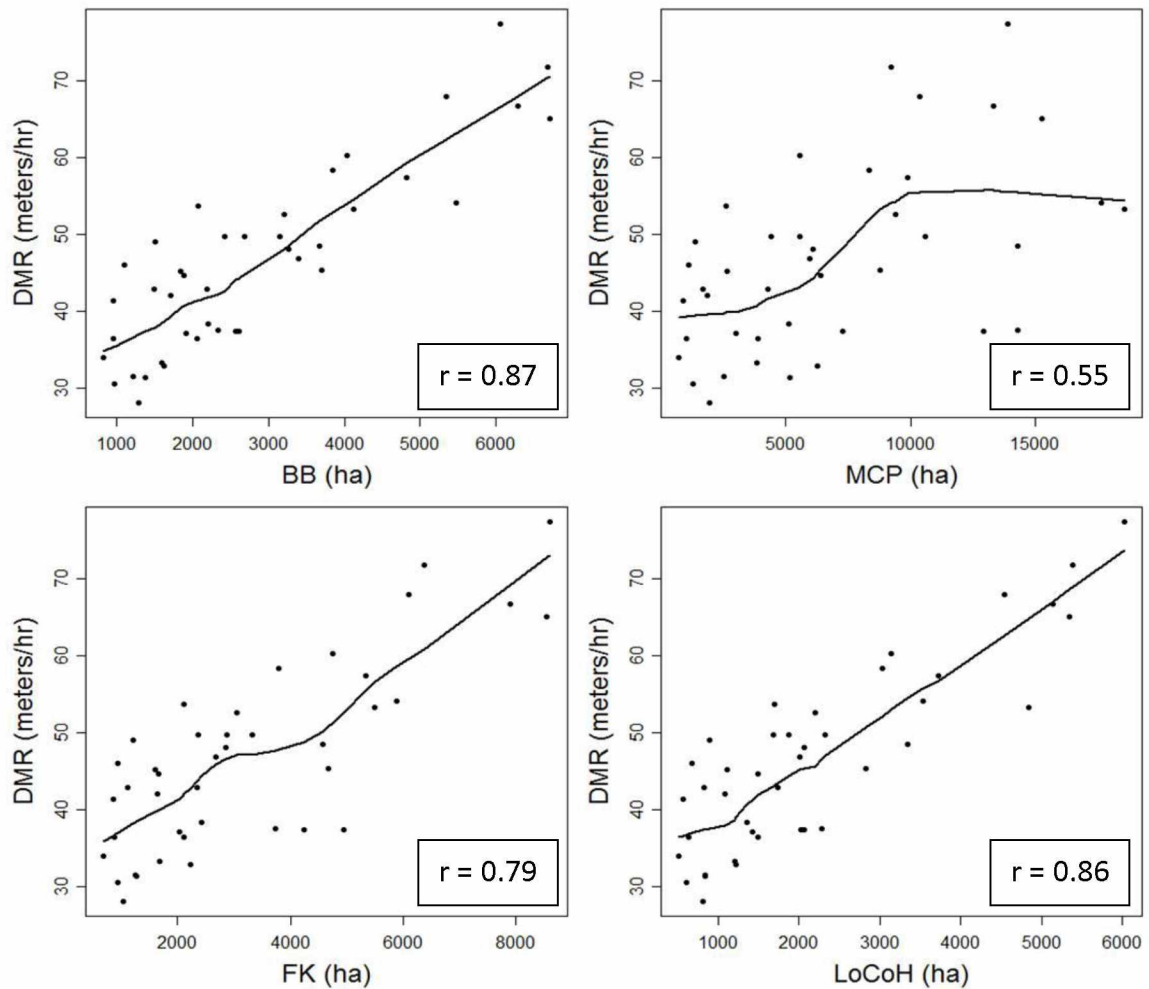 DMR (meters/hr)
70
60
50
40
30
r = 0.87
1000 2000 3000 4000 5000 6000
BB (ha)
DMR (meters/hr)
70
60
50
40
30
r = 0.55
5000 10000 15000
MCP (ha)
DMR (meters/hr)
70
60
50
40
30
r = 0.79
2000 4000 6000 8000
FK (ha)
DMR (meters/hr)
70
60
50
40
30
r = 0.86
1000 2000 3000 4000 5000 6000
LoCoH (ha)